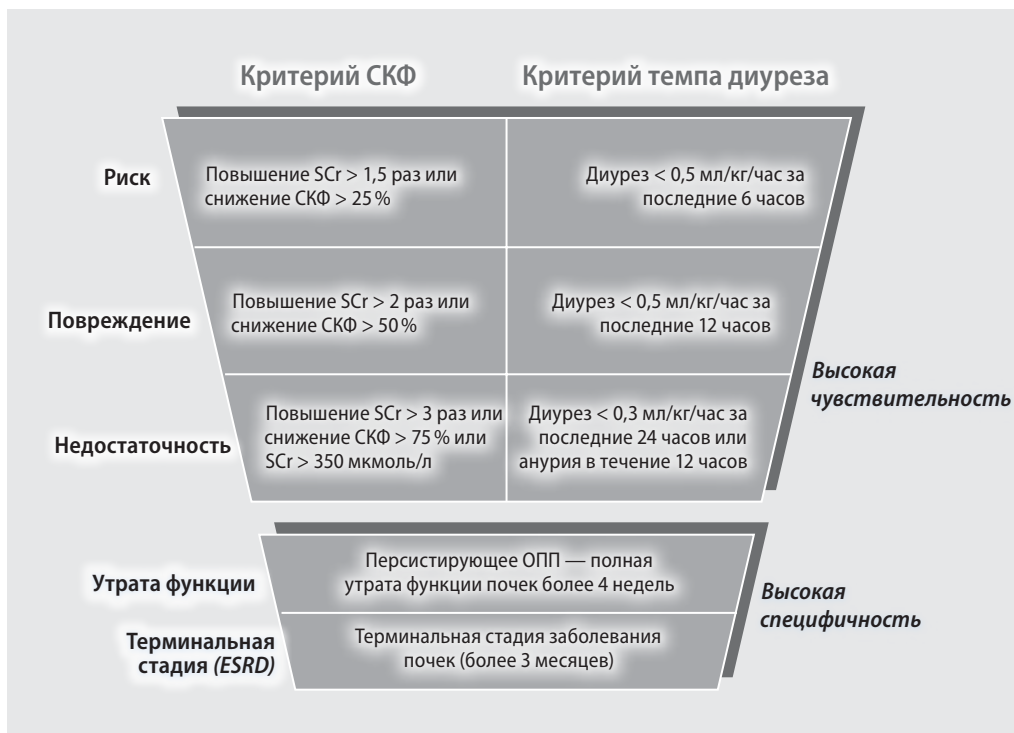 Критерий СКФ
Критерий темпа диуреза
Риск
Повышение SCr > 1,5 раз или
снижение СКФ > 25 %
Диурез < 0,5 мл/кг/час за
последние 6 часов
Повреждение
Повышение SCr > 2 раз или
снижение СКФ > 50 %
Диурез < 0,5 мл/кг/час за
последние 12 часов
Высокая
чувствительность
Недостаточность
Повышение SCr > 3 раз или
снижение СКФ > 75 % или
SCr > 350 мкмоль/л
Диурез < 0,3 мл/кг/час за
последние 24 часов или
анурия в течение 12 часов
Утрата функции
Персистирующее ОПП — полная
утрата функции почек более 4 недель
Высокая
специфичность
Терминальная
стадия (ESRD)
Терминальная стадия заболевания
почек (более 3 месяцев)